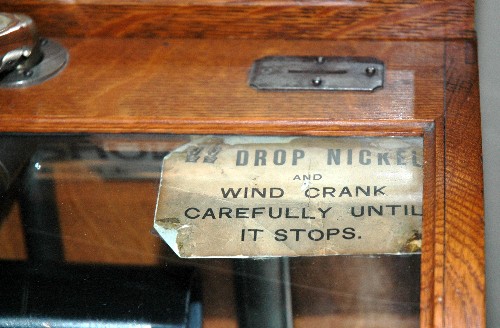 DROP NICKEL
AND
WIND CRANK
CAREFULLY UNTIL
IT STOPS.